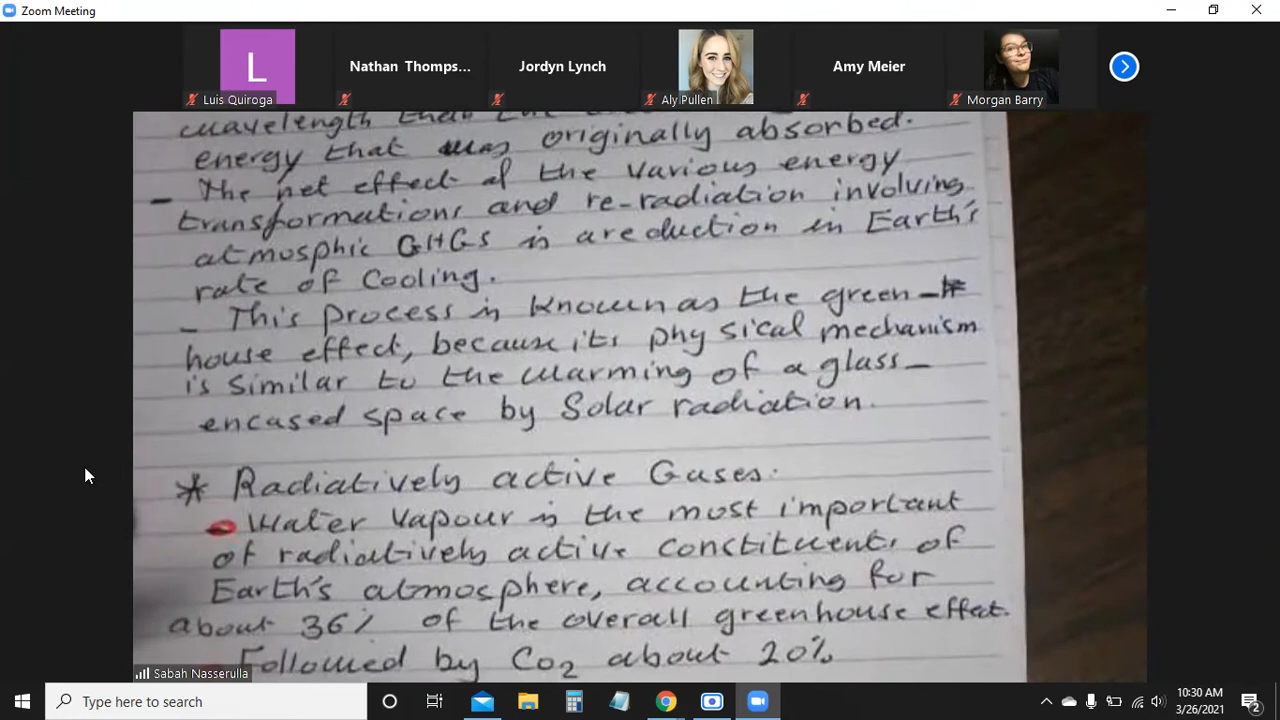 Zoom Meeting
L
Luis Quiroga
Nathan Thomps...
Jordyn Lynch
Aly Pullen
Amy Meier
Morgan Barry
wavelength than the
energy that was originally absorbed.
- The net effect of the various energy
transformations and re-radiation involving
atmosphic GHGs is a reduction in Earth's
rate of Cooling.
- This process is known as the green-
house effect, because its physical mechanism
is similar to the warming of a glass-
encased space by Solar radiation.
* Radiatively active Gases:
- Water Vapour is the most important
of radiatively active constituents of
Earth's atmosphere, accounting for
about 36% of the overall greenhouse effect.
Followed by CO2 about 20%
Sabah Nasserulla
Type here to search
10:30 AM
3/26/2021
2